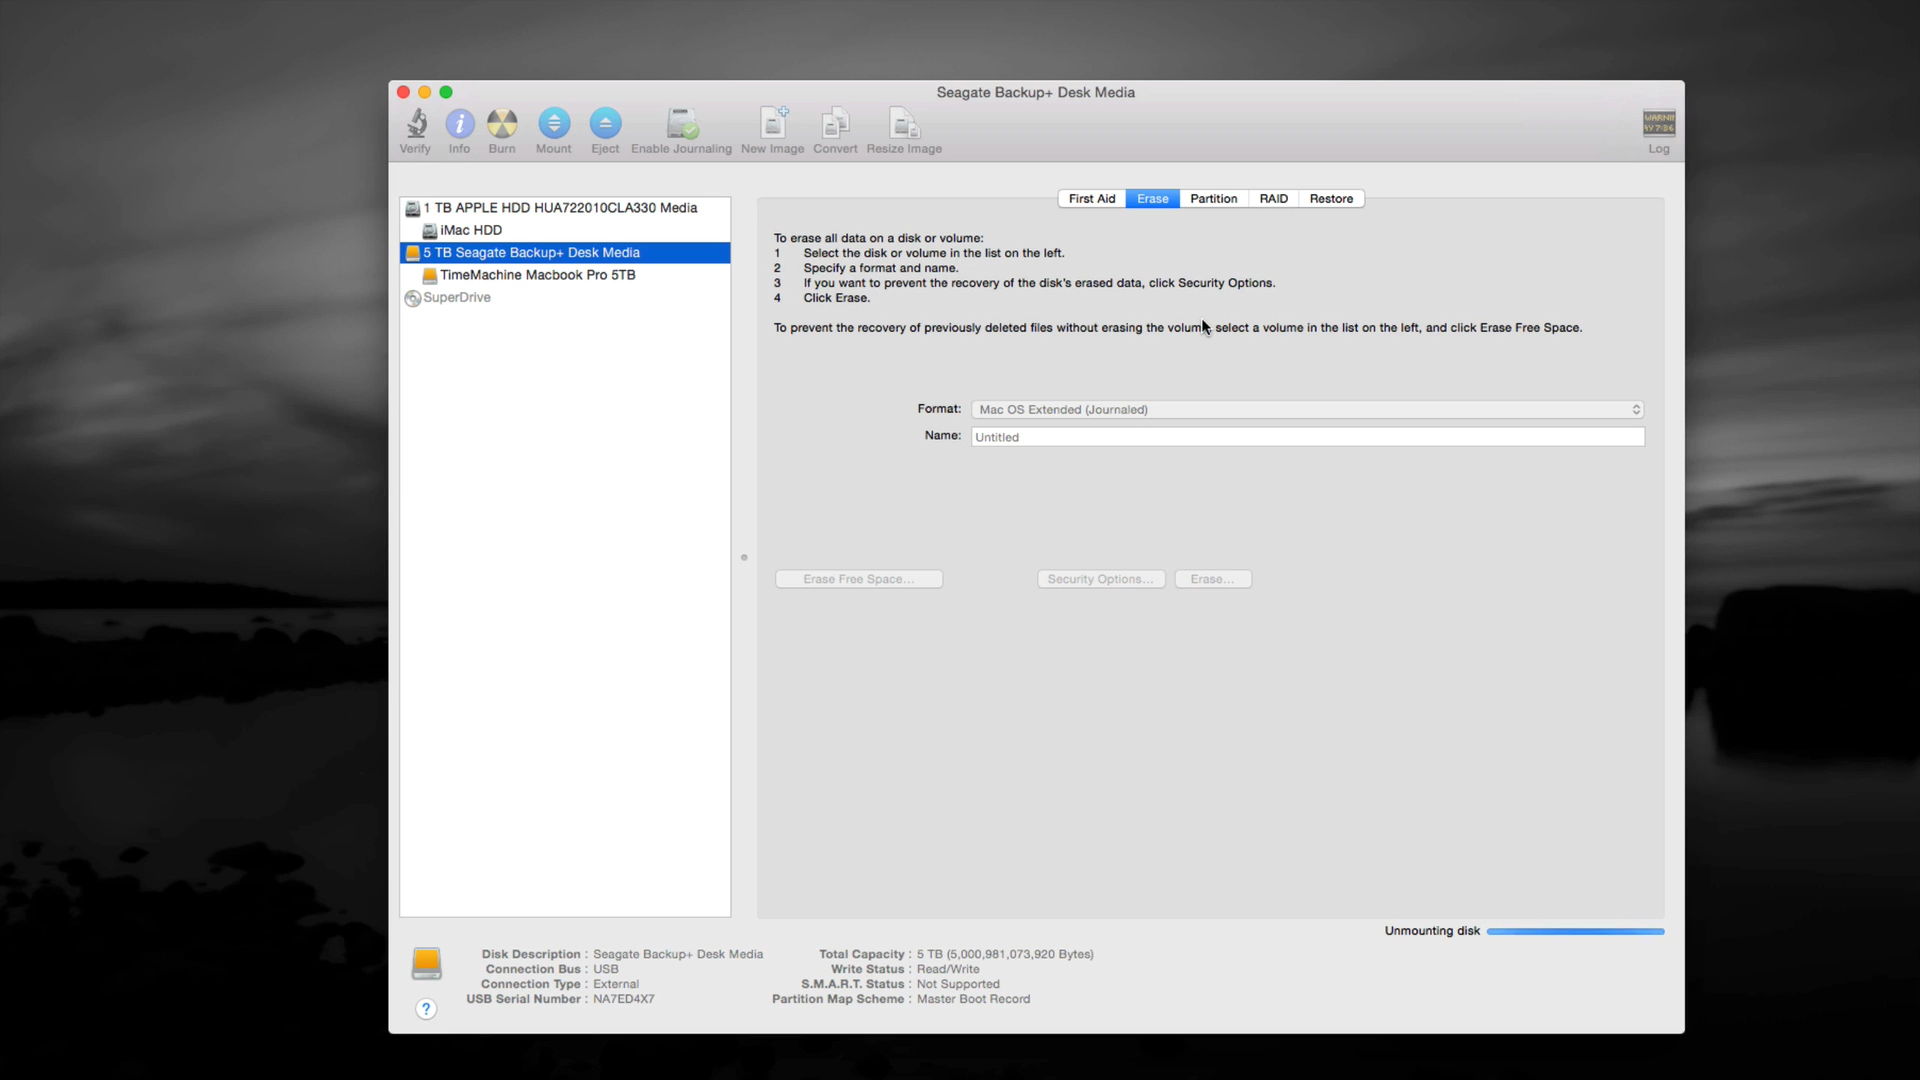 Seagate Backup+ Desk Media
Verify Info Burn Mount Eject Enable Journaling New Image Convert Resize Image
WARNIN
Log
1 TB APPLE HDD HUA722010CLA330 Media
iMac HDD
5 TB Seagate Backup+ Desk Media
TimeMachine Macbook Pro 5TB
SuperDrive
First Aid Erase Partition RAID Restore
To erase all data on a disk or volume:
1 Select the disk or volume in the list on the left.
2 Specify a format and name.
3 If you want to prevent the recovery of the disk's erased data, click Security Options.
4 Click Erase.
To prevent the recovery of previously deleted files without erasing the volume, select a volume in the list on the left, and click Erase Free Space.
Format: Mac OS Extended (Journaled)
Name: Untitled
Erase Free Space... Security Options... Erase...
Unmounting disk
Disk Description : Seagate Backup+ Desk Media
Connection Bus : USB
Connection Type : External
USB Serial Number : NA7ED4X7
Total Capacity : 5 TB (5,000,981,073,920 Bytes)
Write Status : Read/Write
S.M.A.R.T. Status : Not Supported
Partition Map Scheme : Master Boot Record
?